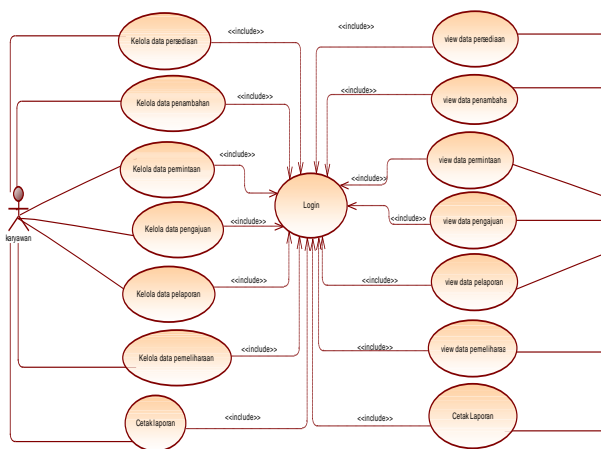 Kelola data persediaan
<<include>>
<<include>>
view data persediaan
Kelola data penambahan
<<include>>
<<include>>
view data penambaha
Kelola data permintaan
<<include>>
<<include>>
view data permintaan
karyawan
Kelola data pengajuan
<<include>>
Login
<<include>>
view data pengajuan
Kelola data pelaporan
<<include>>
<<include>>
view data pelaporan
Kelola data pemeliharaan
<<include>>
<<include>>
view data pemeliharaa
Cetak laporan
<<include>>
<<include>>
Cetak Laporan